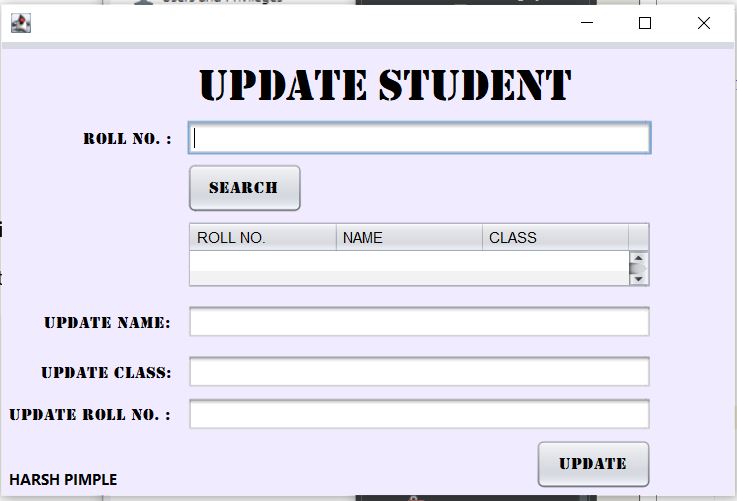 UPDATE STUDENT
ROLL NO. :
SEARCH
ROLL NO. NAME CLASS
UPDATE NAME:
UPDATE CLASS:
UPDATE ROLL NO. :
UPDATE
HARSH PIMPLE